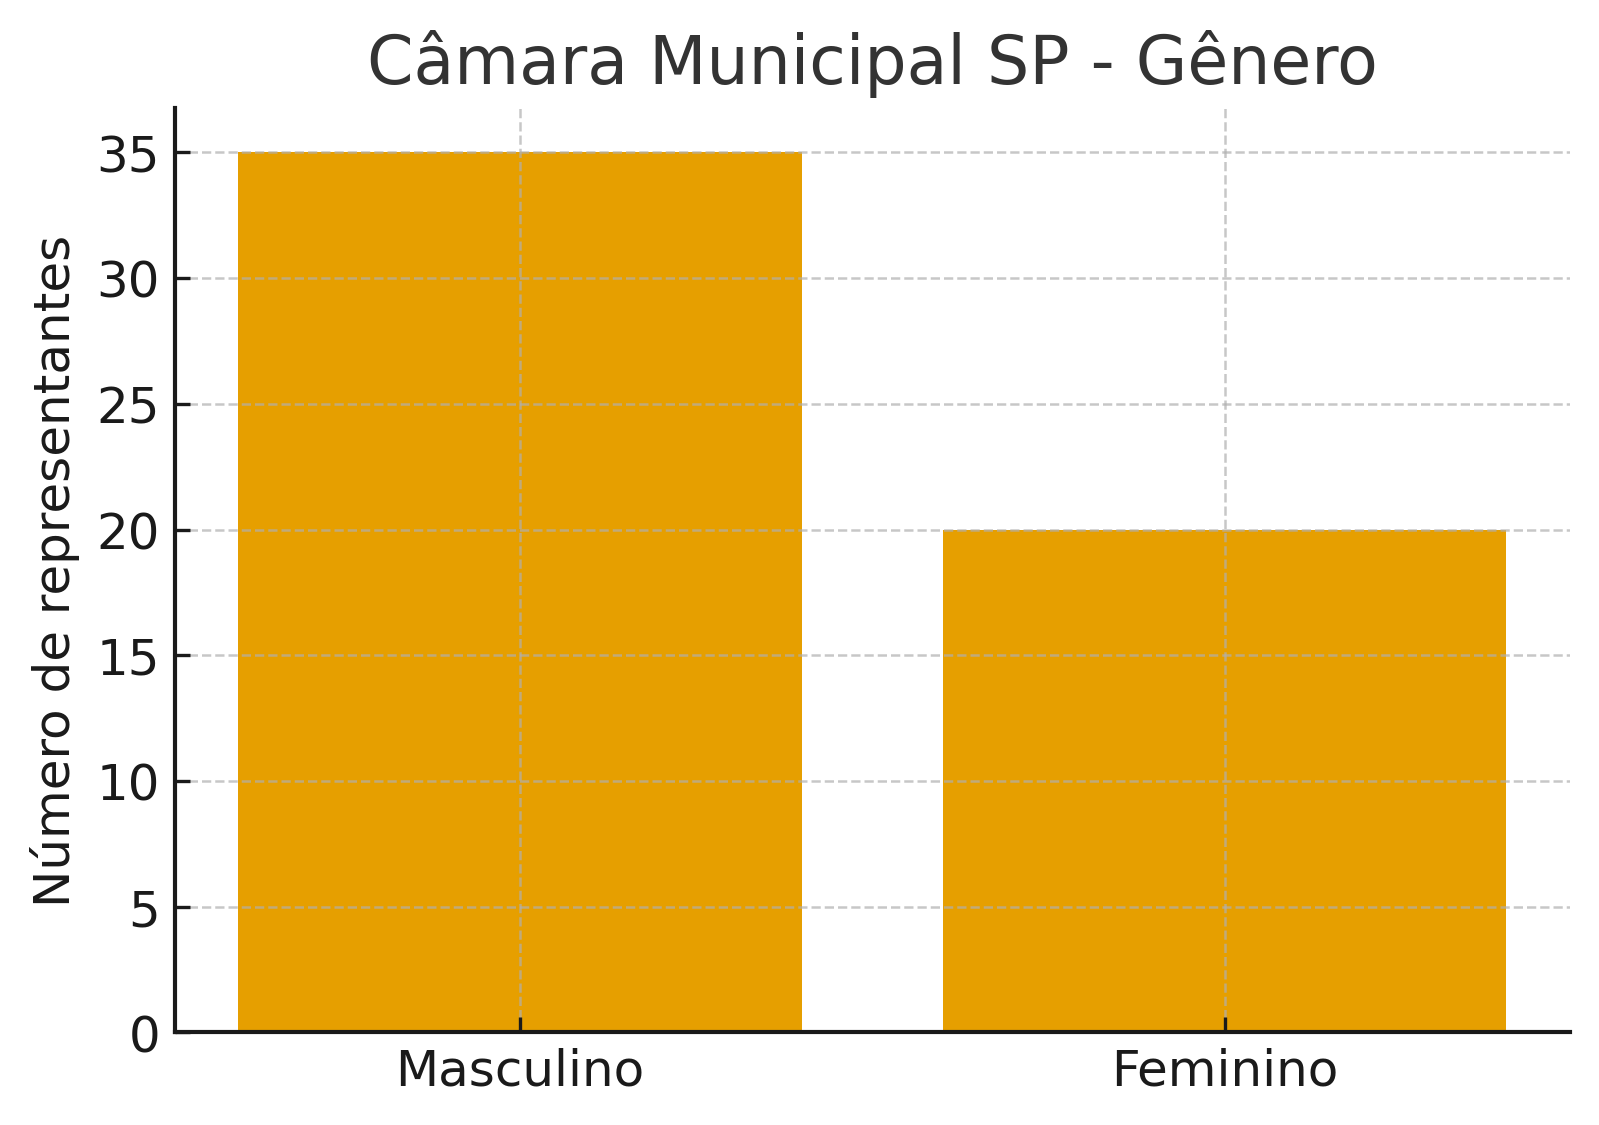 Câmara Municipal SP - Gênero
Número de representantes
35
30
25
20
15
10
5
0
Masculino
Feminino